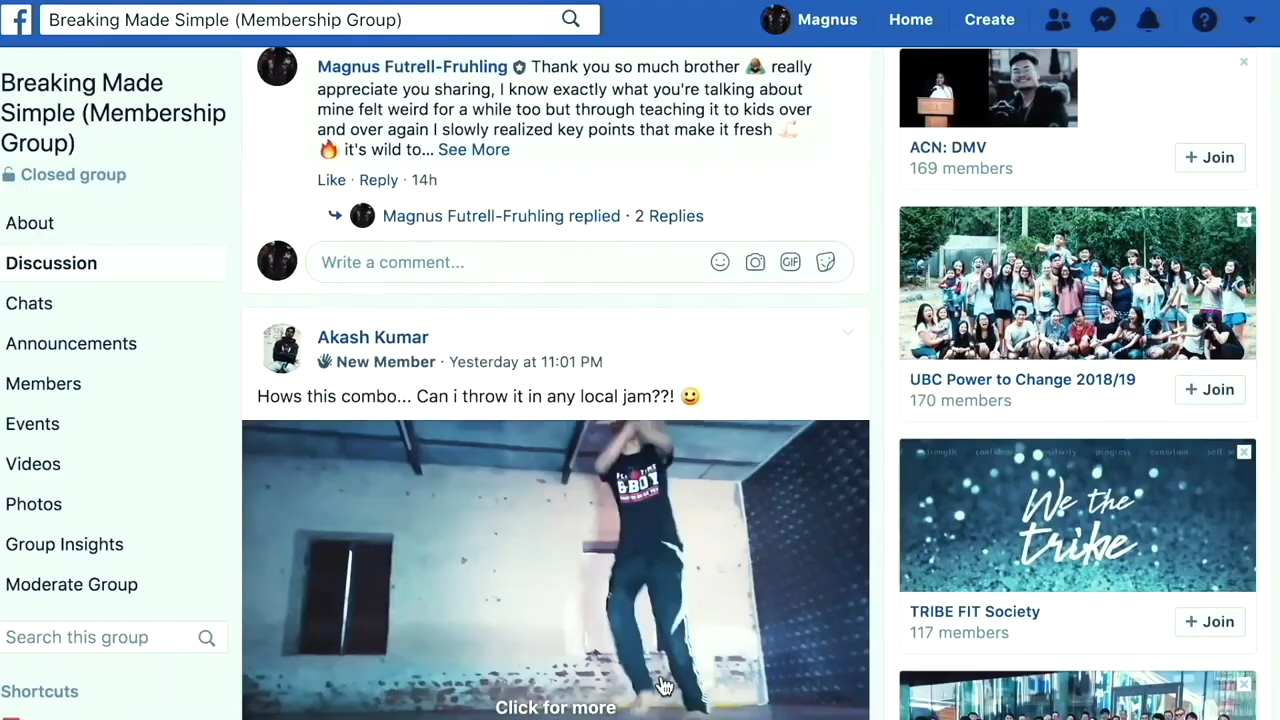 Breaking Made Simple (Membership Group)
Magnus
Home
Create
Breaking Made
Simple (Membership
Group)
Closed group
About
Discussion
Chats
Announcements
Members
Events
Videos
Photos
Group Insights
Moderate Group
Search this group
Shortcuts
Magnus Futrell-Fruhling Thank you so much brother 🙏🏾 really
appreciate you sharing, I know exactly what you're talking about
mine felt weird for a while too but through teaching it to kids over
and over again I slowly realized key points that make it fresh 💪🏻
🔥 it's wild to... See More
Like · Reply · 14h
Magnus Futrell-Fruhling replied · 2 Replies
Write a comment...
GIF
Akash Kumar
👋 New Member · Yesterday at 11:01 PM
Hows this combo... Can i throw it in any local jam??! 😀
B-BOY
Click for more
ACN: DMV
169 members
+ Join
UBC Power to Change 2018/19
170 members
+ Join
strength confidence positivity progress evolution self
We the
tribe
TRIBE FIT Society
117 members
+ Join